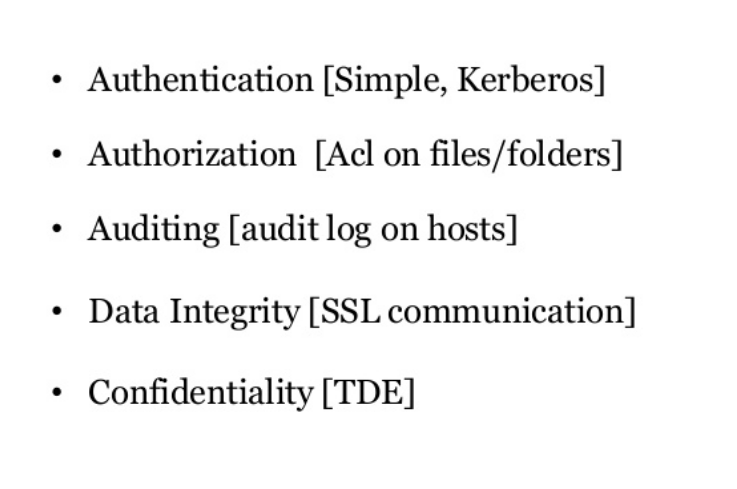 • Authentication [Simple, Kerberos]
• Authorization [Acl on files/folders]
• Auditing [audit log on hosts]
• Data Integrity [SSL communication]
• Confidentiality [TDE]